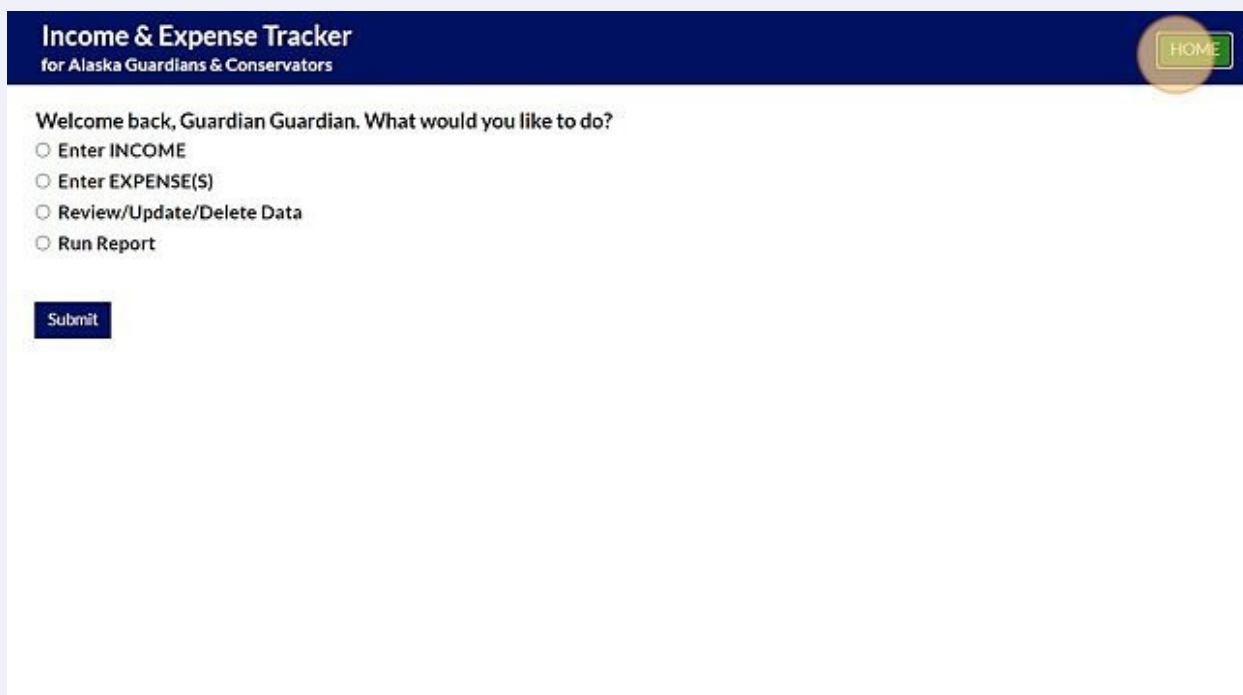 Income & Expense Tracker
for Alaska Guardians & Conservators
HOME
Welcome back, Guardian Guardian. What would you like to do?
Enter INCOME
Enter EXPENSE(S)
Review/Update/Delete Data
Run Report
Submit